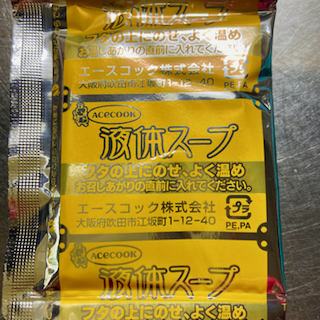 液体スープ
フタの上にのせ、よく温め
お召しあがりの直前に入れてください。
エースコック株式会社
大阪府吹田市江坂町1-12-40
プラ
PE,PA
ACECOOK
液体スープ
フタの上にのせ、よく温め
お召しあがりの直前に入れてください。
エースコック株式会社
大阪府吹田市江坂町1-12-40
プラ
PE,PA
ACECOOK
液体スープ
フタの上にのせ、よく温め